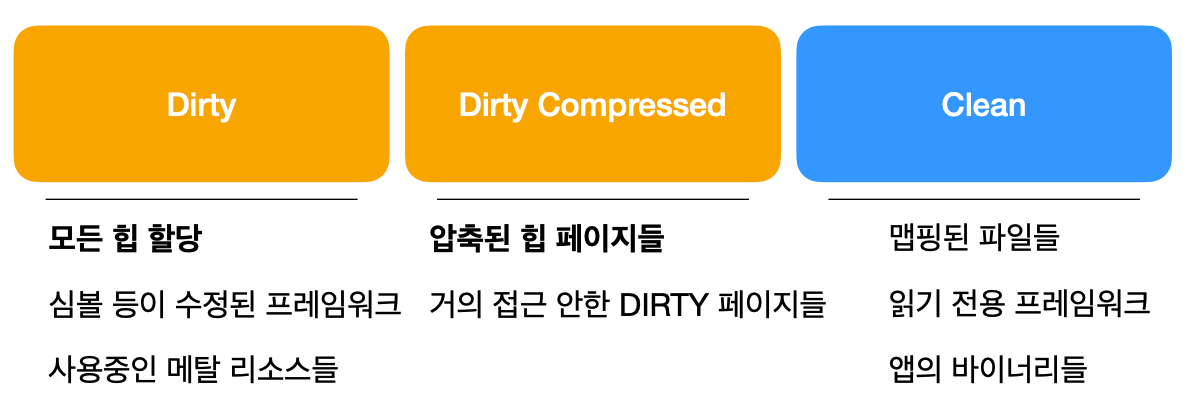 Dirty
Dirty Compressed
Clean
모든 힙 할당
심볼 등이 수정된 프레임워크
사용중인 메탈 리소스들
압축된 힙 페이지들
거의 접근 안한 DIRTY 페이지들
맵핑된 파일들
읽기 전용 프레임워크
앱의 바이너리들